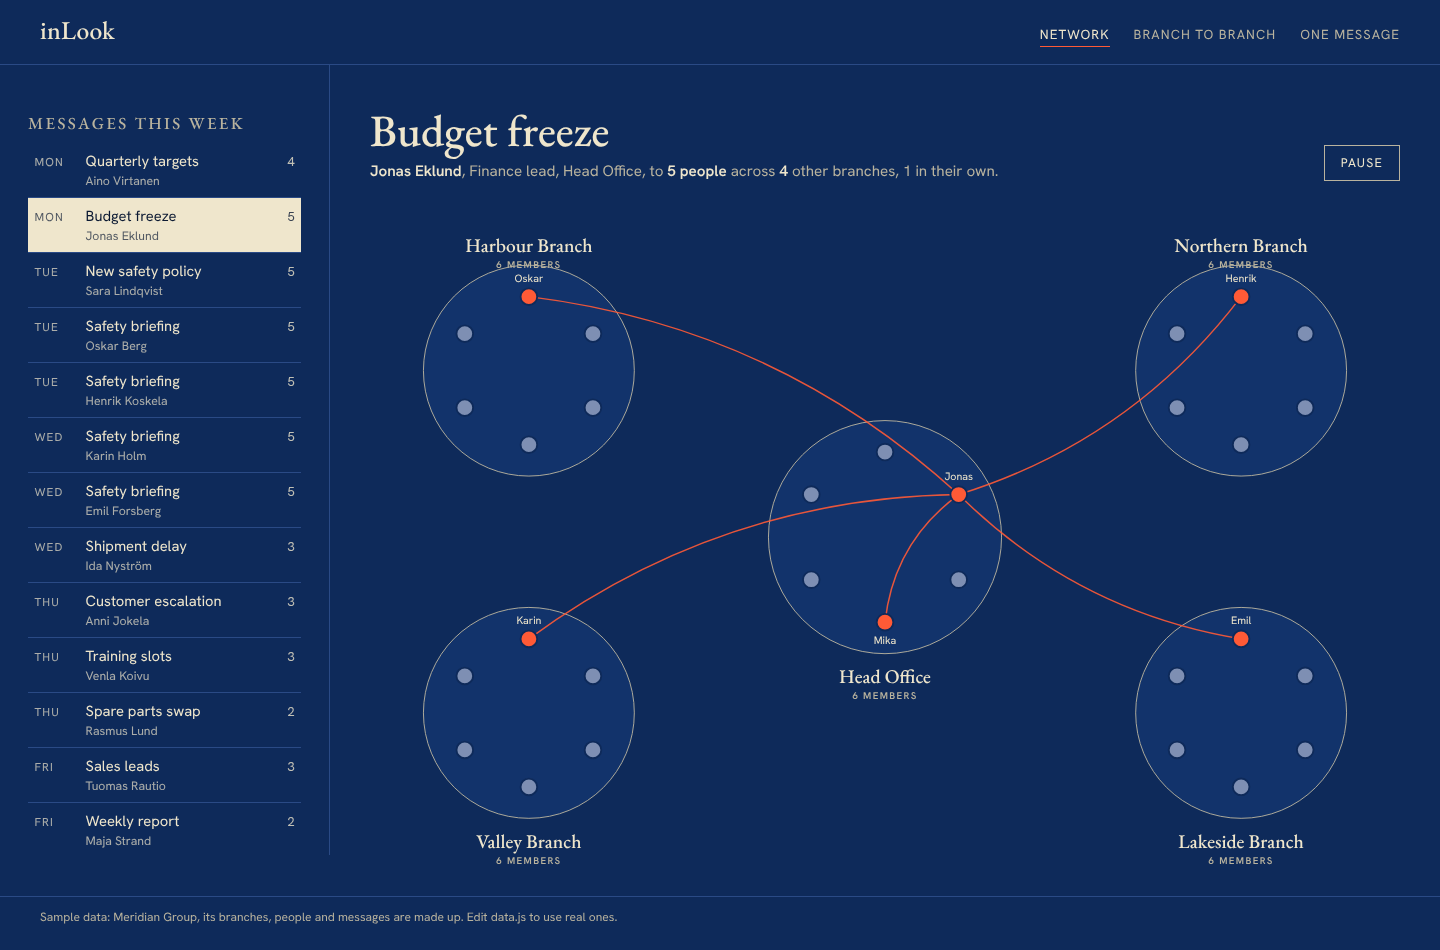 inLook
NETWORK
BRANCH TO BRANCH
ONE MESSAGE
MESSAGES THIS WEEK
MON Quarterly targets 4
Aino Virtanen
MON Budget freeze 5
Jonas Eklund
TUE New safety policy 5
Sara Lindqvist
TUE Safety briefing 5
Oskar Berg
TUE Safety briefing 5
Henrik Koskela
WED Safety briefing 5
Karin Holm
WED Safety briefing 5
Emil Forsberg
WED Shipment delay 3
Ida Nyström
THU Customer escalation 3
Anni Jokela
THU Training slots 3
Venla Koivu
THU Spare parts swap 2
Rasmus Lund
FRI Sales leads 3
Tuomas Rautio
FRI Weekly report 2
Maja Strand
Budget freeze
Jonas Eklund, Finance lead, Head Office, to 5 people across 4 other branches, 1 in their own.
PAUSE
Harbour Branch
6 MEMBERS
Oskar
Northern Branch
6 MEMBERS
Henrik
Jonas
Mika
Head Office
6 MEMBERS
Karin
Valley Branch
6 MEMBERS
Emil
Lakeside Branch
6 MEMBERS
Sample data: Meridian Group, its branches, people and messages are made up. Edit data.js to use real ones.